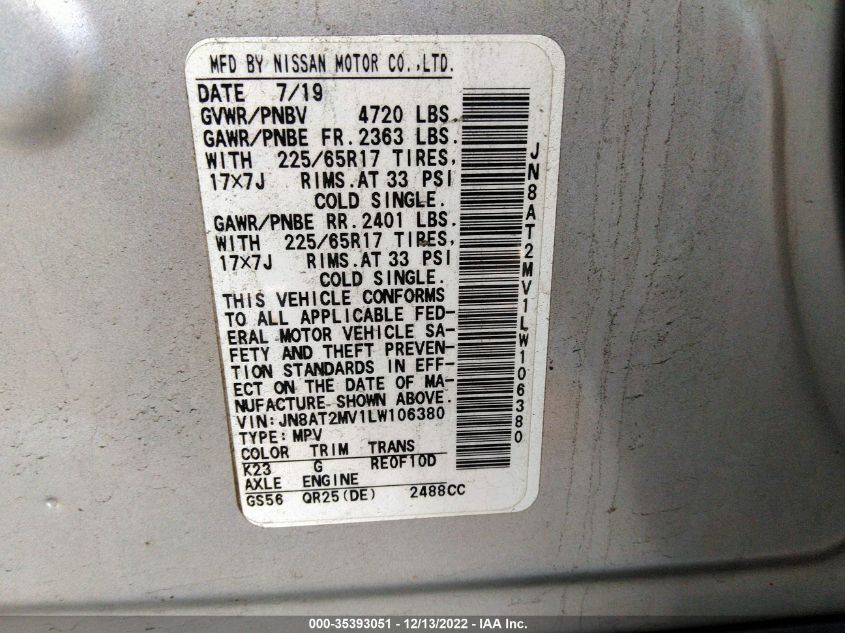 MFD BY NISSAN MOTOR CO.,LTD.
DATE 7/19
GVWR/PNBV 4720 LBS
GAWR/PNBE FR.2363 LBS.
WITH 225/65R17 TIRES,
17×7J RIMS.AT 33 PSI
COLD SINGLE.
GAWR/PNBE RR.2401 LBS.
WITH 225/65R17 TIRES,
17×7J RIMS.AT 33 PSI
COLD SINGLE.
THIS VEHICLE CONFORMS
TO ALL APPLICABLE FED-
ERAL MOTOR VEHICLE SA-
FETY AND THEFT PREVEN-
TION STANDARDS IN EFF-
ECT ON THE DATE OF MA-
NUFACTURE SHOWN ABOVE.
VIN:JN8AT2MV1LW106380
TYPE:MPV
COLOR TRIM TRANS
K23 G RE0F10D
AXLE ENGINE
GS56 QR25(DE) 2488CC
JN8AT2MV1LW106380
000-35393051 - 12/13/2022 - IAA Inc.